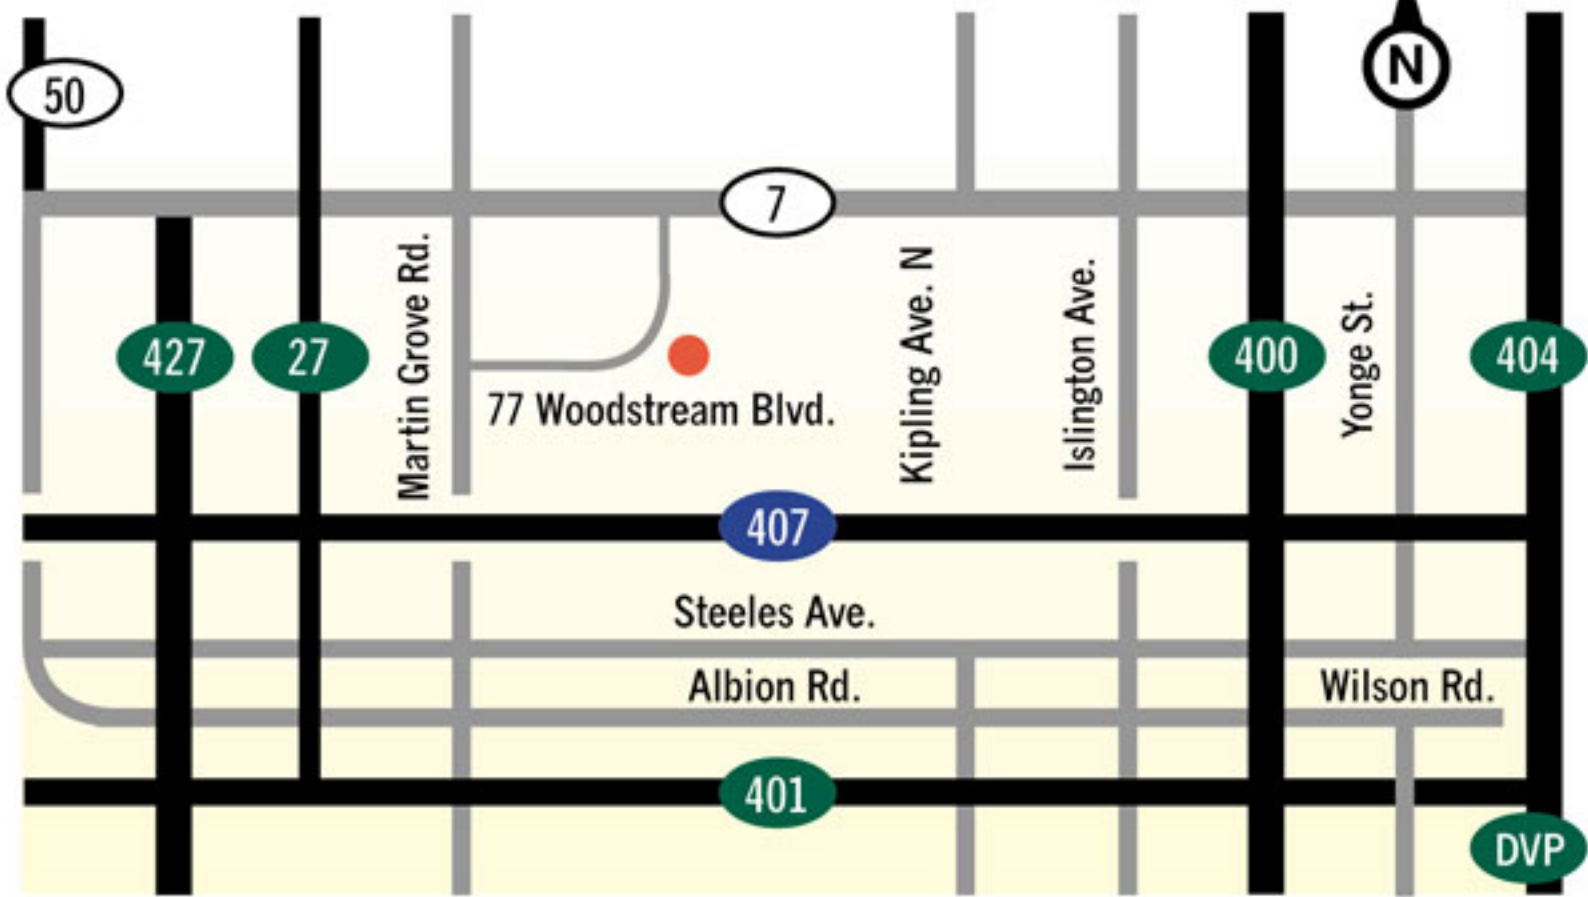 N
50
7
Martin Grove Rd.
Kipling Ave. N
Islington Ave.
Yonge St.
427
27
400
404
77 Woodstream Blvd.
407
Steeles Ave.
Albion Rd.
Wilson Rd.
401
DVP